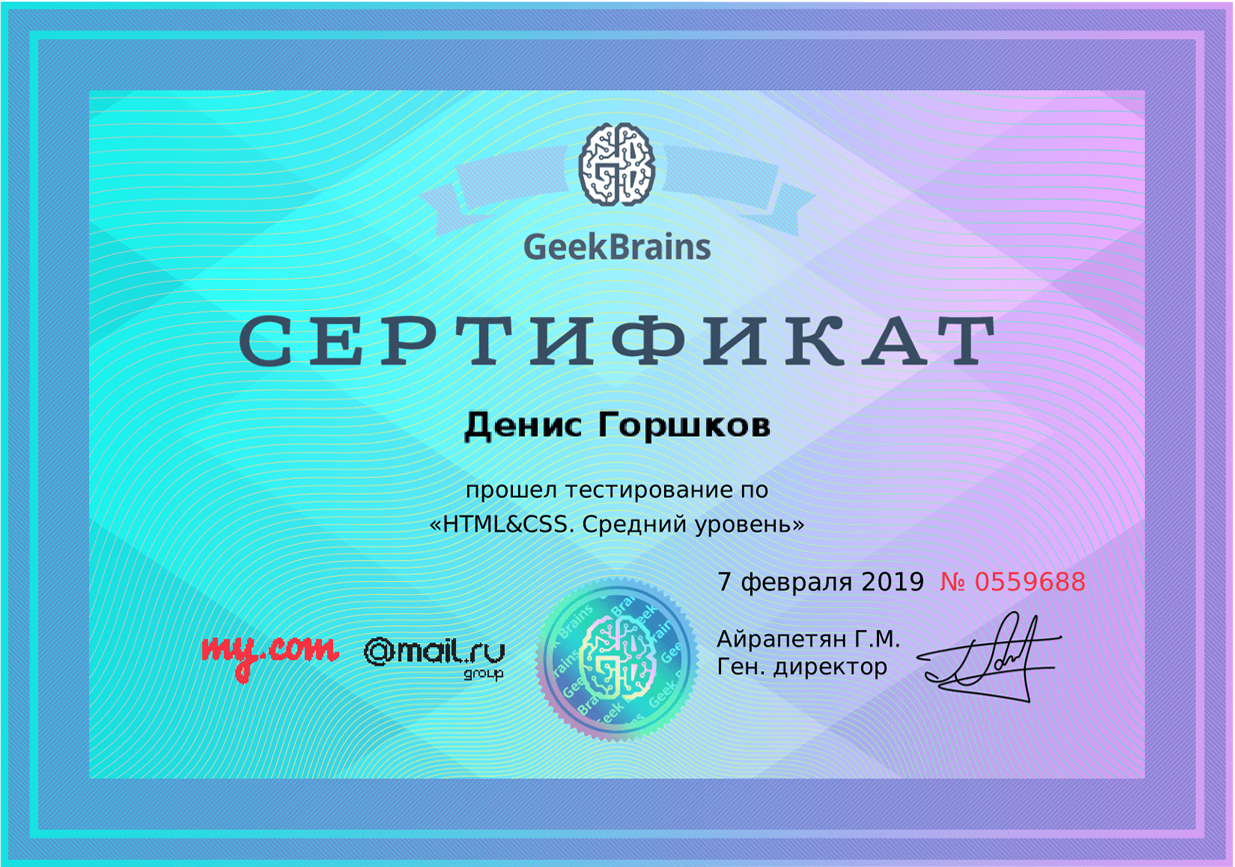 GeekBrains
СЕРТИФИКАТ
Денис Горшков
прошел тестирование по
«HTML&CSS. Средний уровень»
7 февраля 2019 № 0559688
my.com @mail.ru
group
Айрапетян Г.М.
Ген. директор